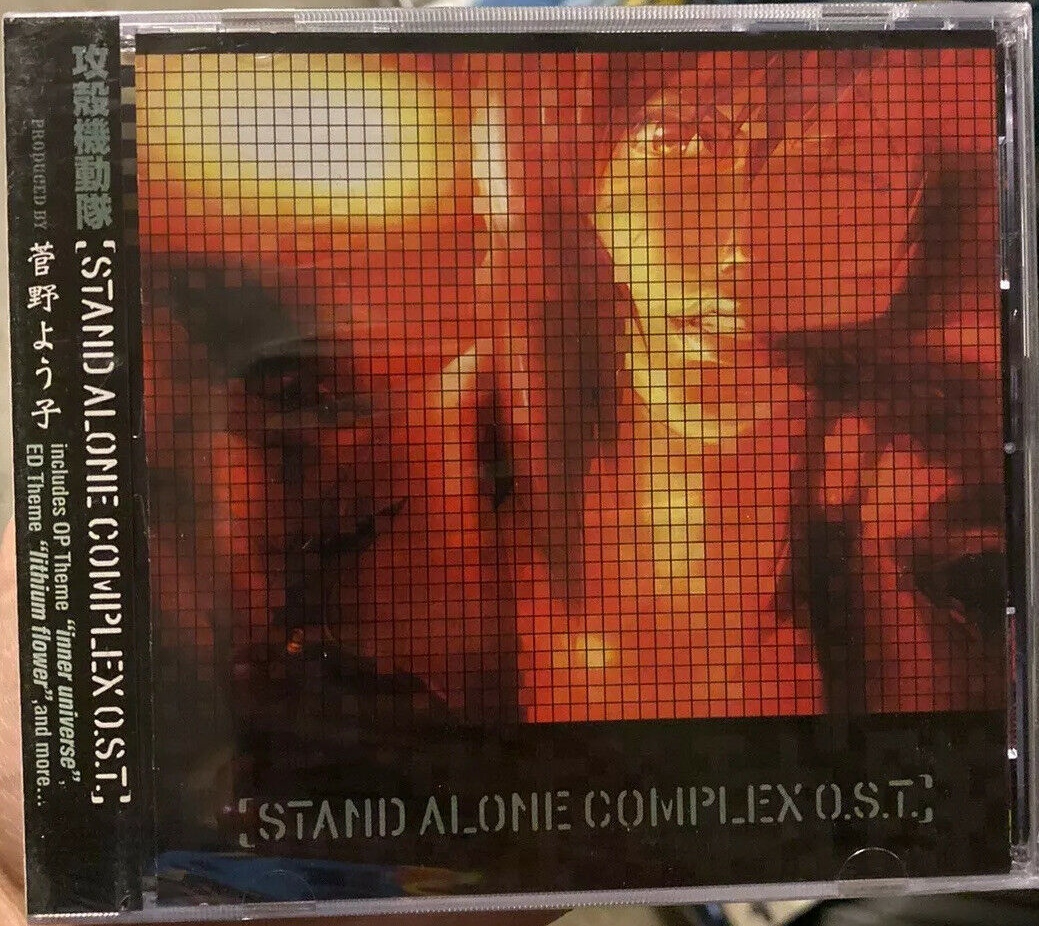 攻殻機動隊 [STAND ALONE COMPLEX O.S.T.]
PRODUCED BY 菅野よう子
includes OP Theme "inner universe",
ED Theme "lithium flower", and more...
[STAND ALONE COMPLEX O.S.T.]